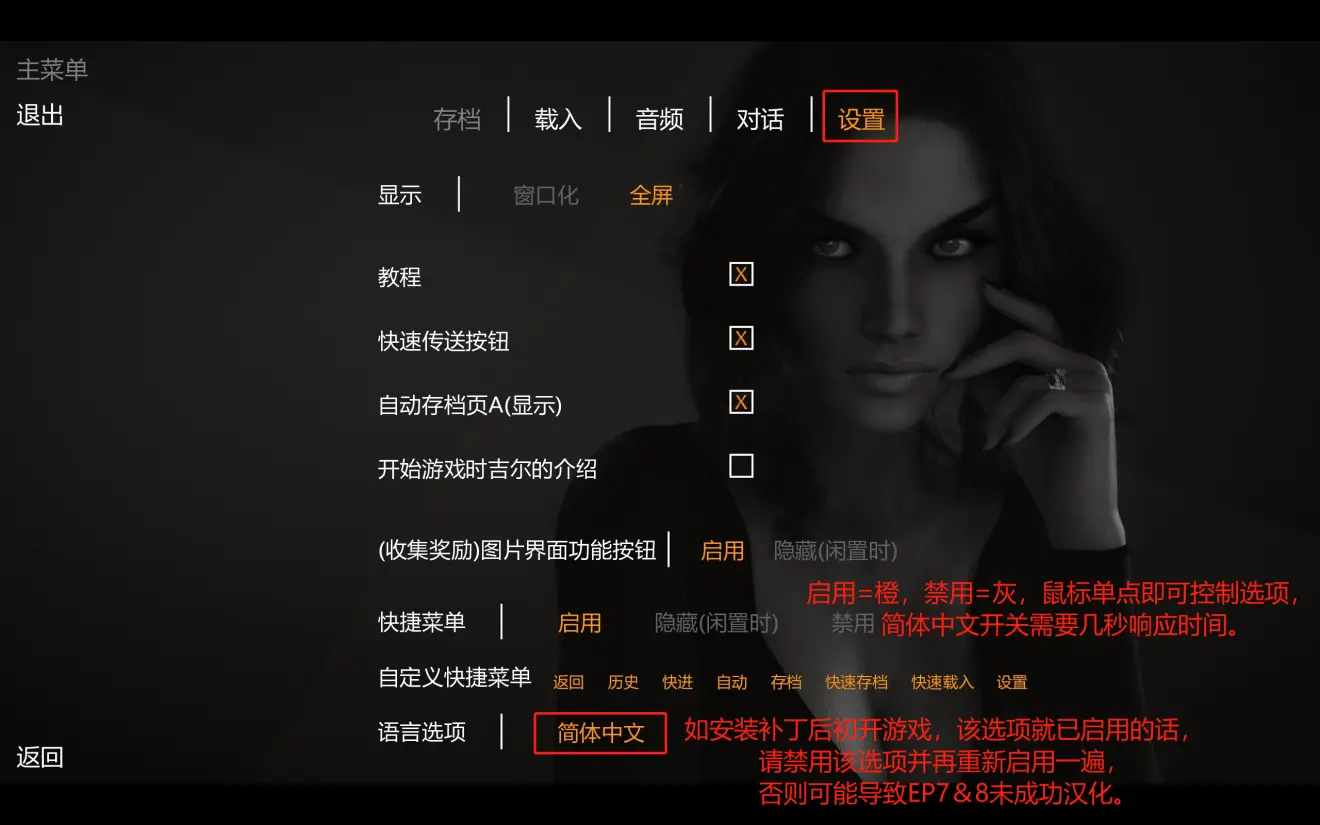 主菜单
退出
存档 | 载入 | 音频 | 对话 | 设置
显示 | 窗口化 全屏
教程 X
快速传送按钮 X
自动存档页A(显示) X
开始游戏时吉尔的介绍
(收集奖励)图片界面功能按钮 | 启用 隐藏(闲置时)
启用=橙，禁用=灰，鼠标单点即可控制选项，
快捷菜单 | 启用 隐藏(闲置时) 禁用
简体中文开关需要几秒响应时间。
自定义快捷菜单 返回 历史 快进 自动 存档 快速存档 快速载入 设置
语言选项 | 简体中文
如安装补丁后初开游戏，该选项就已启用的话，
请禁用该选项并再重新启用一遍，
否则可能导致EP7＆8未成功汉化。
返回